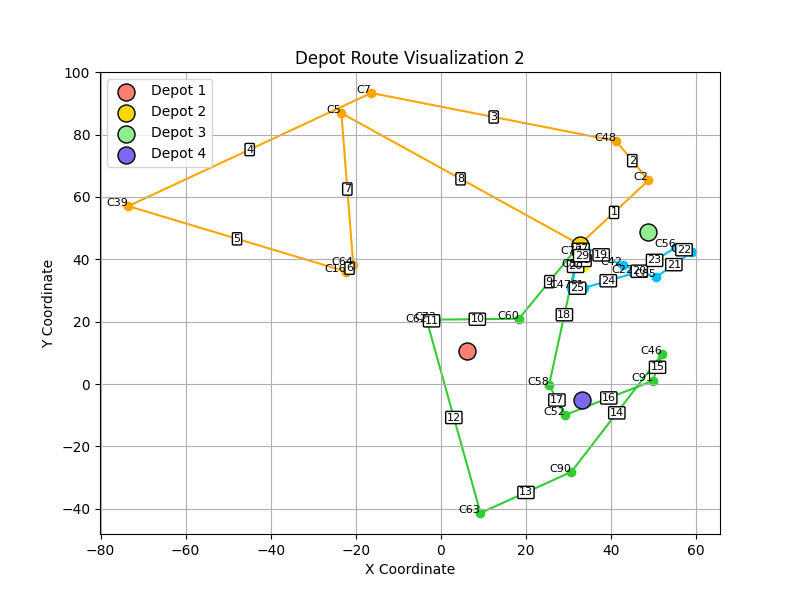 Depot Route Visualization 2
Depot 1
Depot 2
Depot 3
Depot 4
Y Coordinate
X Coordinate
100
80
60
40
20
0
−20
−40
−80
−60
−40
−20
0
20
40
60
C7
C5
C48
C2
C39
C64
C16
C56
C42
C22
C47
C60
C73
C58
C52
C46
C91
C90
C63
1
2
3
4
5
6
7
8
9
10
11
12
13
14
15
16
17
18
19
21
22
23
24
25
29